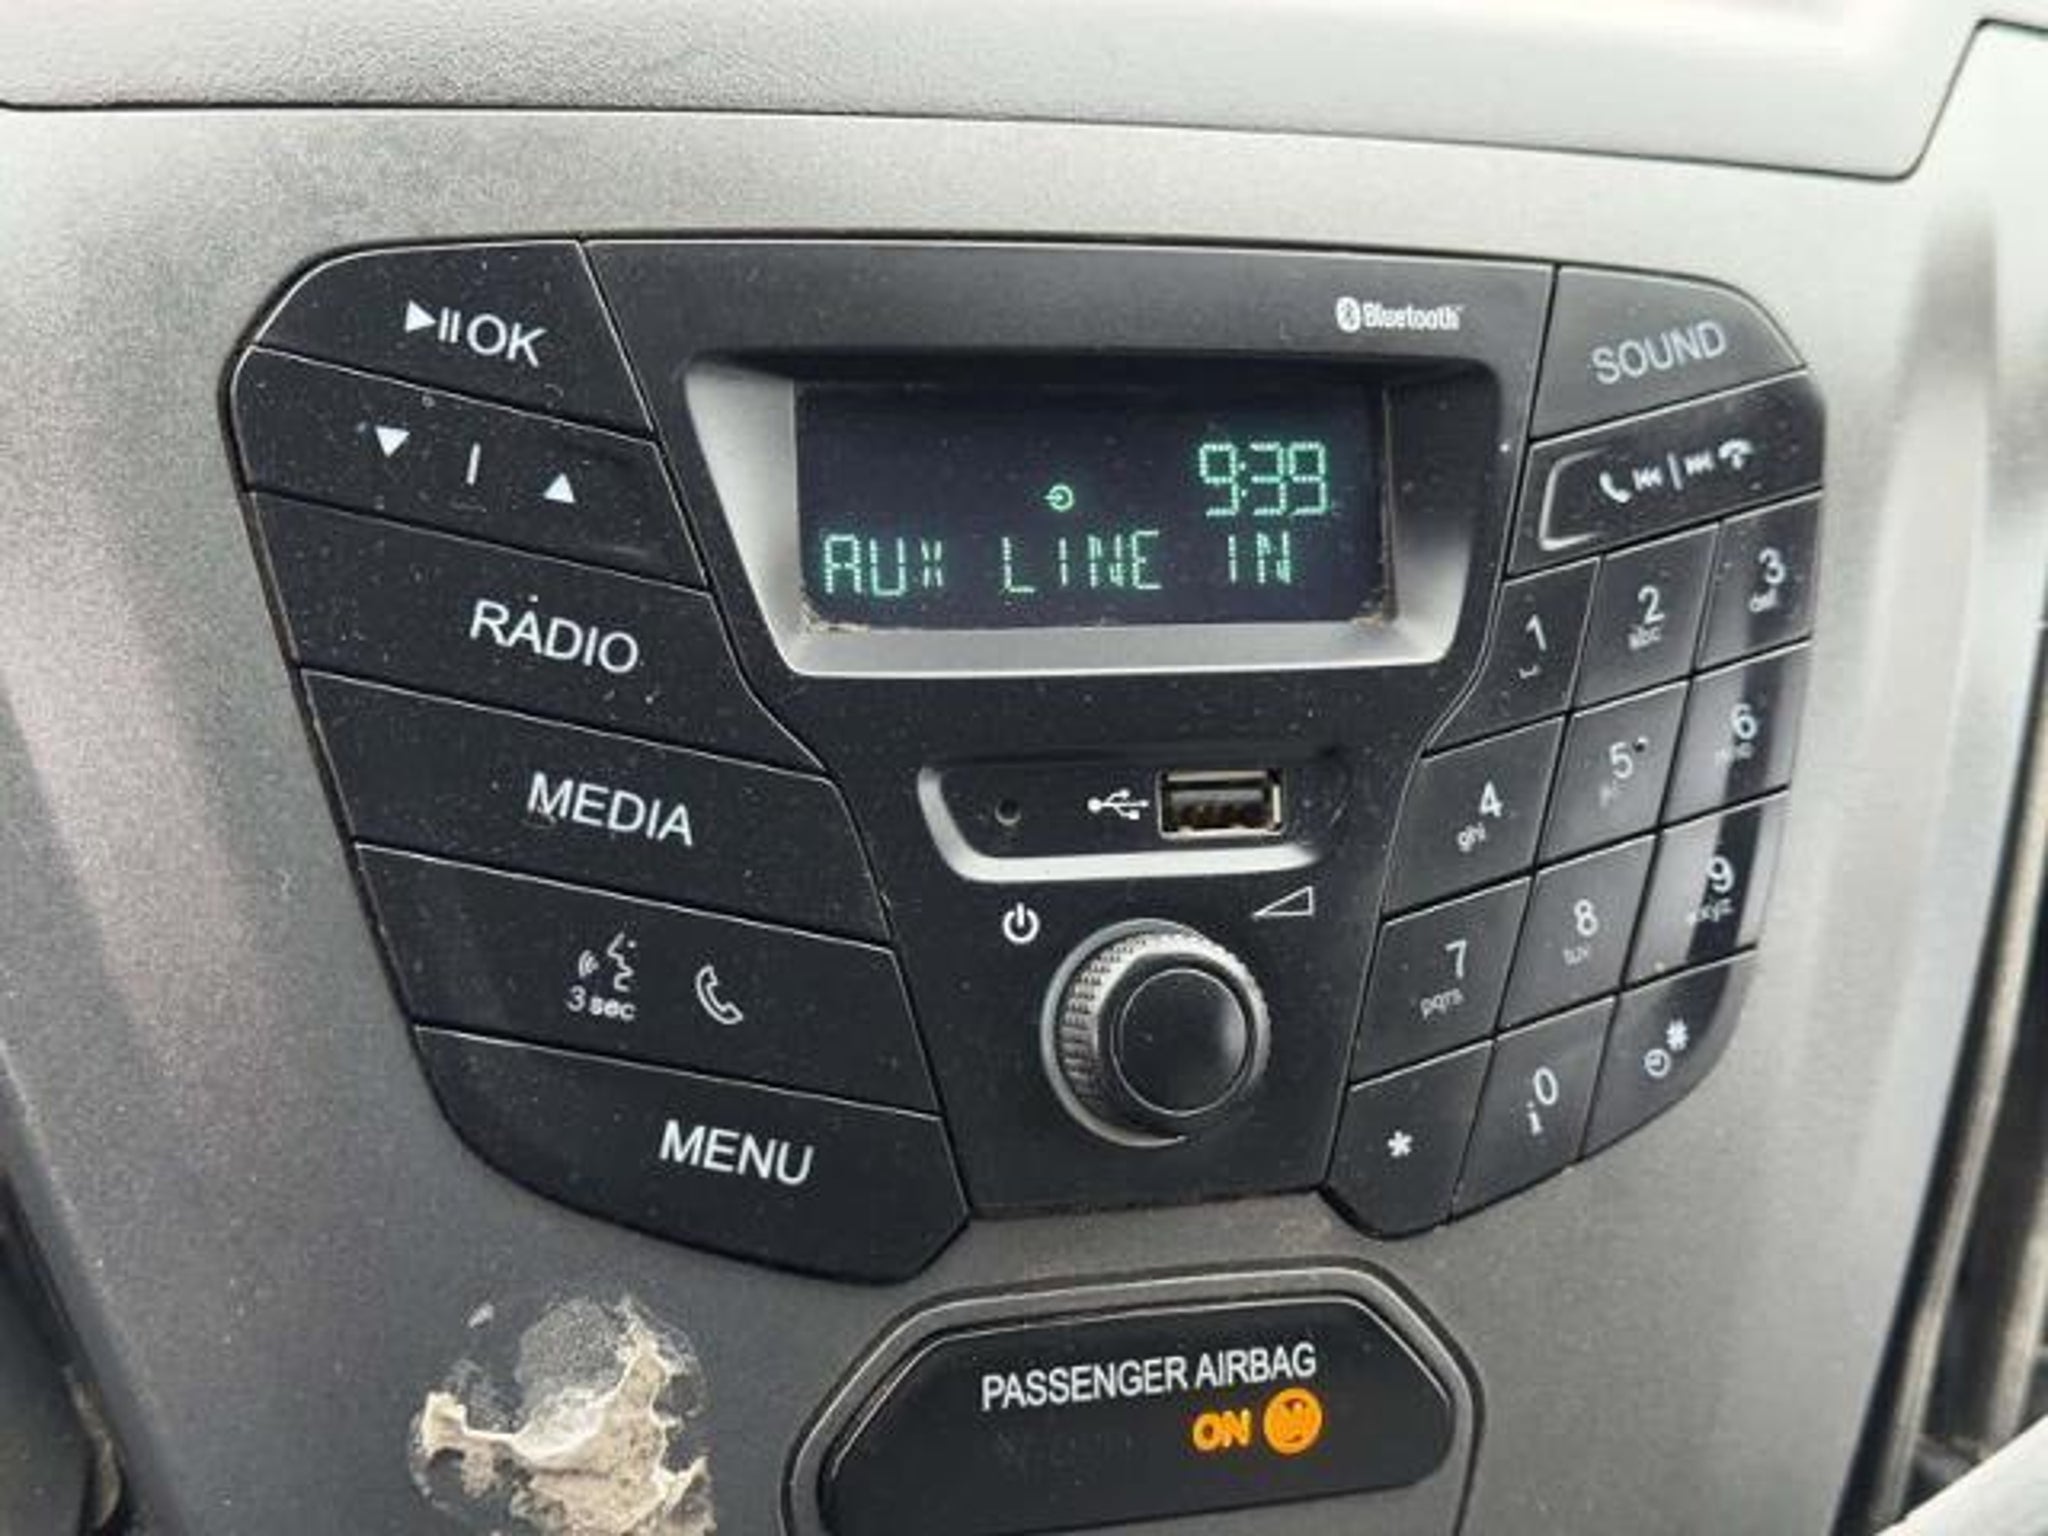 OK
Bluetooth
SOUND
9:39
AUX LINE IN
RADIO
MEDIA
3 sec
MENU
1
2
abc
3
def
4
ghi
5
6
7
pqrs
8
tuv
9
wxyz
*
0
i
#
PASSENGER AIRBAG
ON